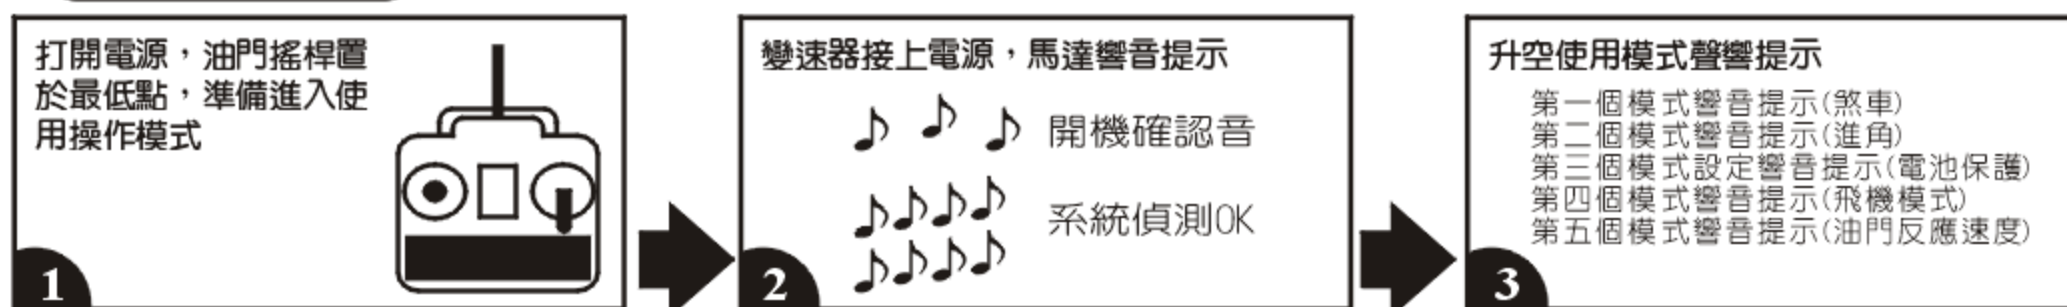 打開電源，油門搖桿置
於最低點，準備進入使
用操作模式
1
變速器接上電源，馬達響音提示
開機確認音
系統偵測OK
2
升空使用模式聲響提示
第一個模式響音提示(煞車)
第二個模式響音提示(進角)
第三個模式設定響音提示(電池保護)
第四個模式響音提示(飛機模式)
第五個模式響音提示(油門反應速度)
3